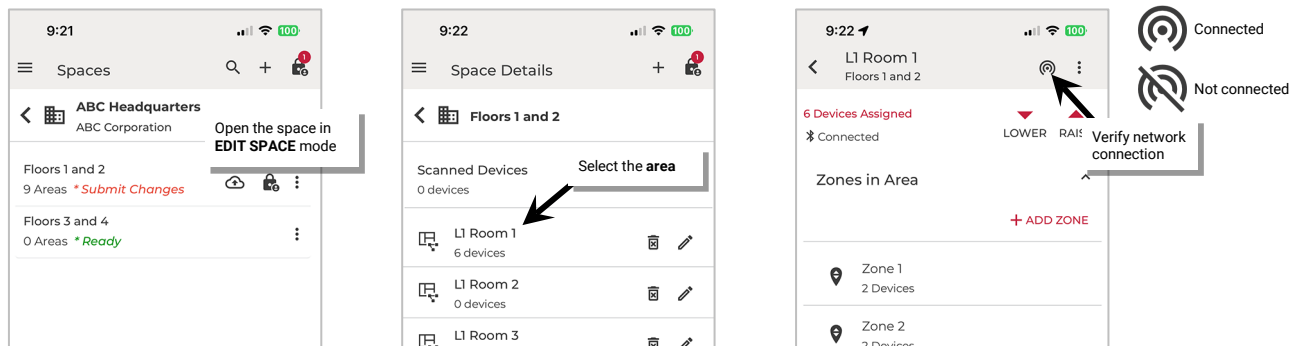 9:21
100
Spaces
1
ABC Headquarters
ABC Corporation
Open the space in
EDIT SPACE mode
Floors 1 and 2
9 Areas * Submit Changes
Floors 3 and 4
0 Areas * Ready
9:22
100
Space Details
1
Floors 1 and 2
Scanned Devices
0 devices
Select the area
L1 Room 1
6 devices
L1 Room 2
0 devices
L1 Room 3
9:22
100
L1 Room 1
Floors 1 and 2
6 Devices Assigned
Connected
LOWER
Verify network
connection
Zones in Area
+ ADD ZONE
Zone 1
2 Devices
Zone 2
2 Devices
Connected
Not connected